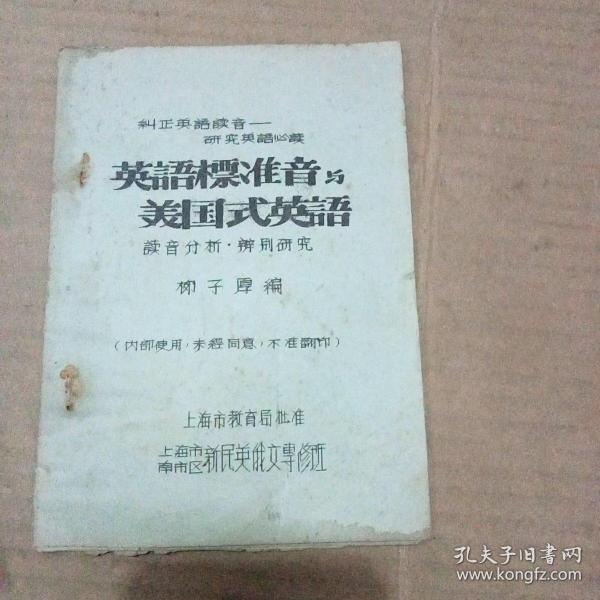 糾正英語讀音——
研究英語必讀
英語標准音与
美国式英語
讀音分析·辨别研究
柳子厚編
(内部使用,未經同意,不准翻印)
上海市教育局批准
上海市
南市区新民英俄文專修班
孔夫子旧书网
www.kongfz.com